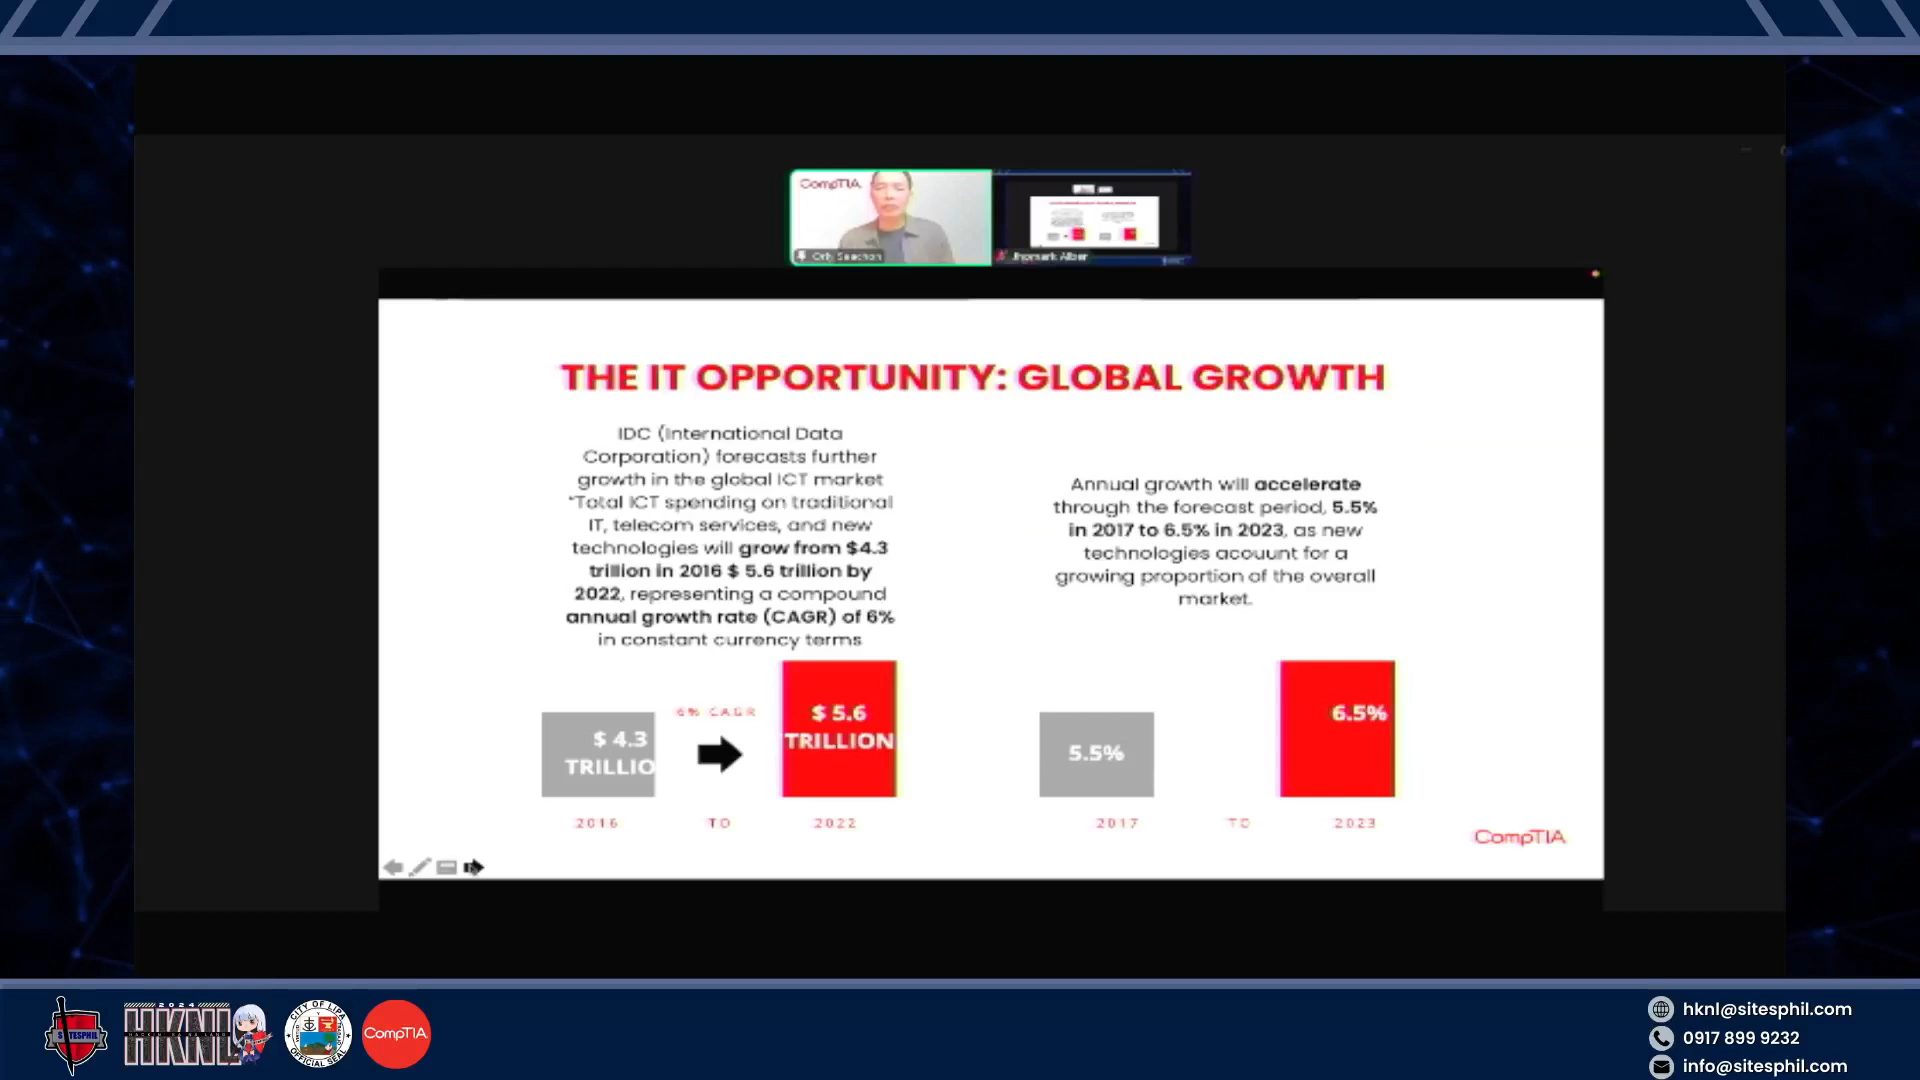 CompTIA
Jhomark Alber
THE IT OPPORTUNITY: GLOBAL GROWTH
IDC (International Data
Corporation) forecasts further
growth in the global ICT market
"Total ICT spending on traditional
IT, telecom services, and new
technologies will grow from $4.3
trillion in 2016 $ 5.6 trillion by
2022, representing a compound
annual growth rate (CAGR) of 6%
in constant currency terms
Annual growth will accelerate
through the forecast period, 5.5%
in 2017 to 6.5% in 2023, as new
technologies acouunt for a
growing proportion of the overall
market.
$ 4.3
TRILLIO
6% CAGR
$ 5.6
TRILLION
5.5%
6.5%
2016
TO
2022
2017
TO
2023
CompTIA
SITESPHIL
2024
HKNL
CITY OF LIPA
OFFICIAL SEAL
CompTIA
hknl@sitesphil.com
0917 899 9232
info@sitesphil.com